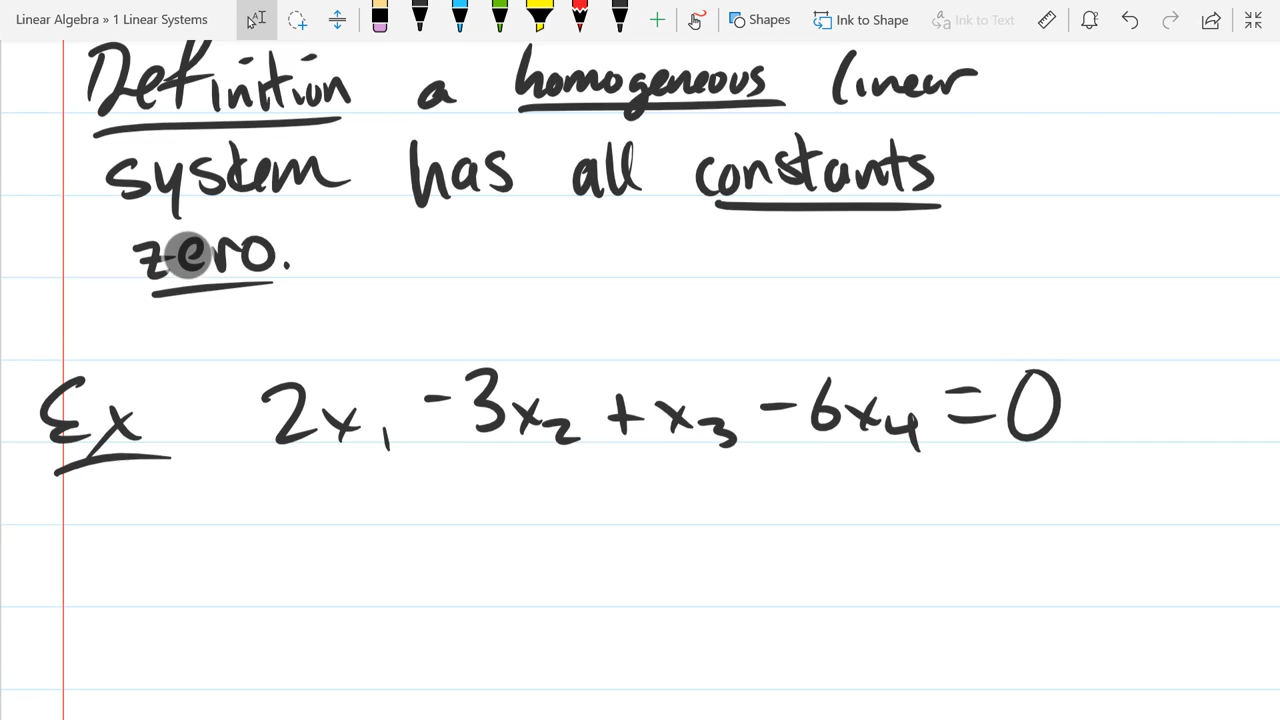 Linear Algebra » 1 Linear Systems Shapes Ink to Shape Ink to Text
Definition a homogeneous linear
system has all constants
zero.
Ex 2x₁ -3x₂ +x₃ -6x₄ =0